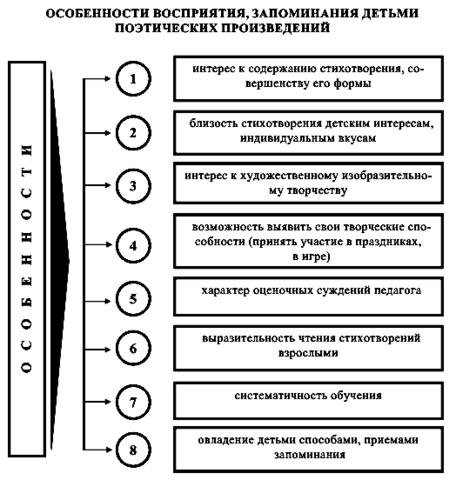 ОСОБЕННОСТИ ВОСПРИЯТИЯ, ЗАПОМИНАНИЯ ДЕТЬМИ
ПОЭТИЧЕСКИХ ПРОИЗВЕДЕНИЙ
ОСОБЕННОСТИ
1
интерес к содержанию стихотворения, со-
вершенству его формы
2
близость стихотворения детским интересам,
индивидуальным вкусам
3
интерес к художественному изобразительно-
му творчеству
4
возможность выявить свои творческие спо-
собности (принять участие в праздниках,
в игре)
5
характер оценочных суждений педагога
6
выразительность чтения стихотворений
взрослыми
7
систематичность обучения
8
овладение детьми способами, приемами
запоминания